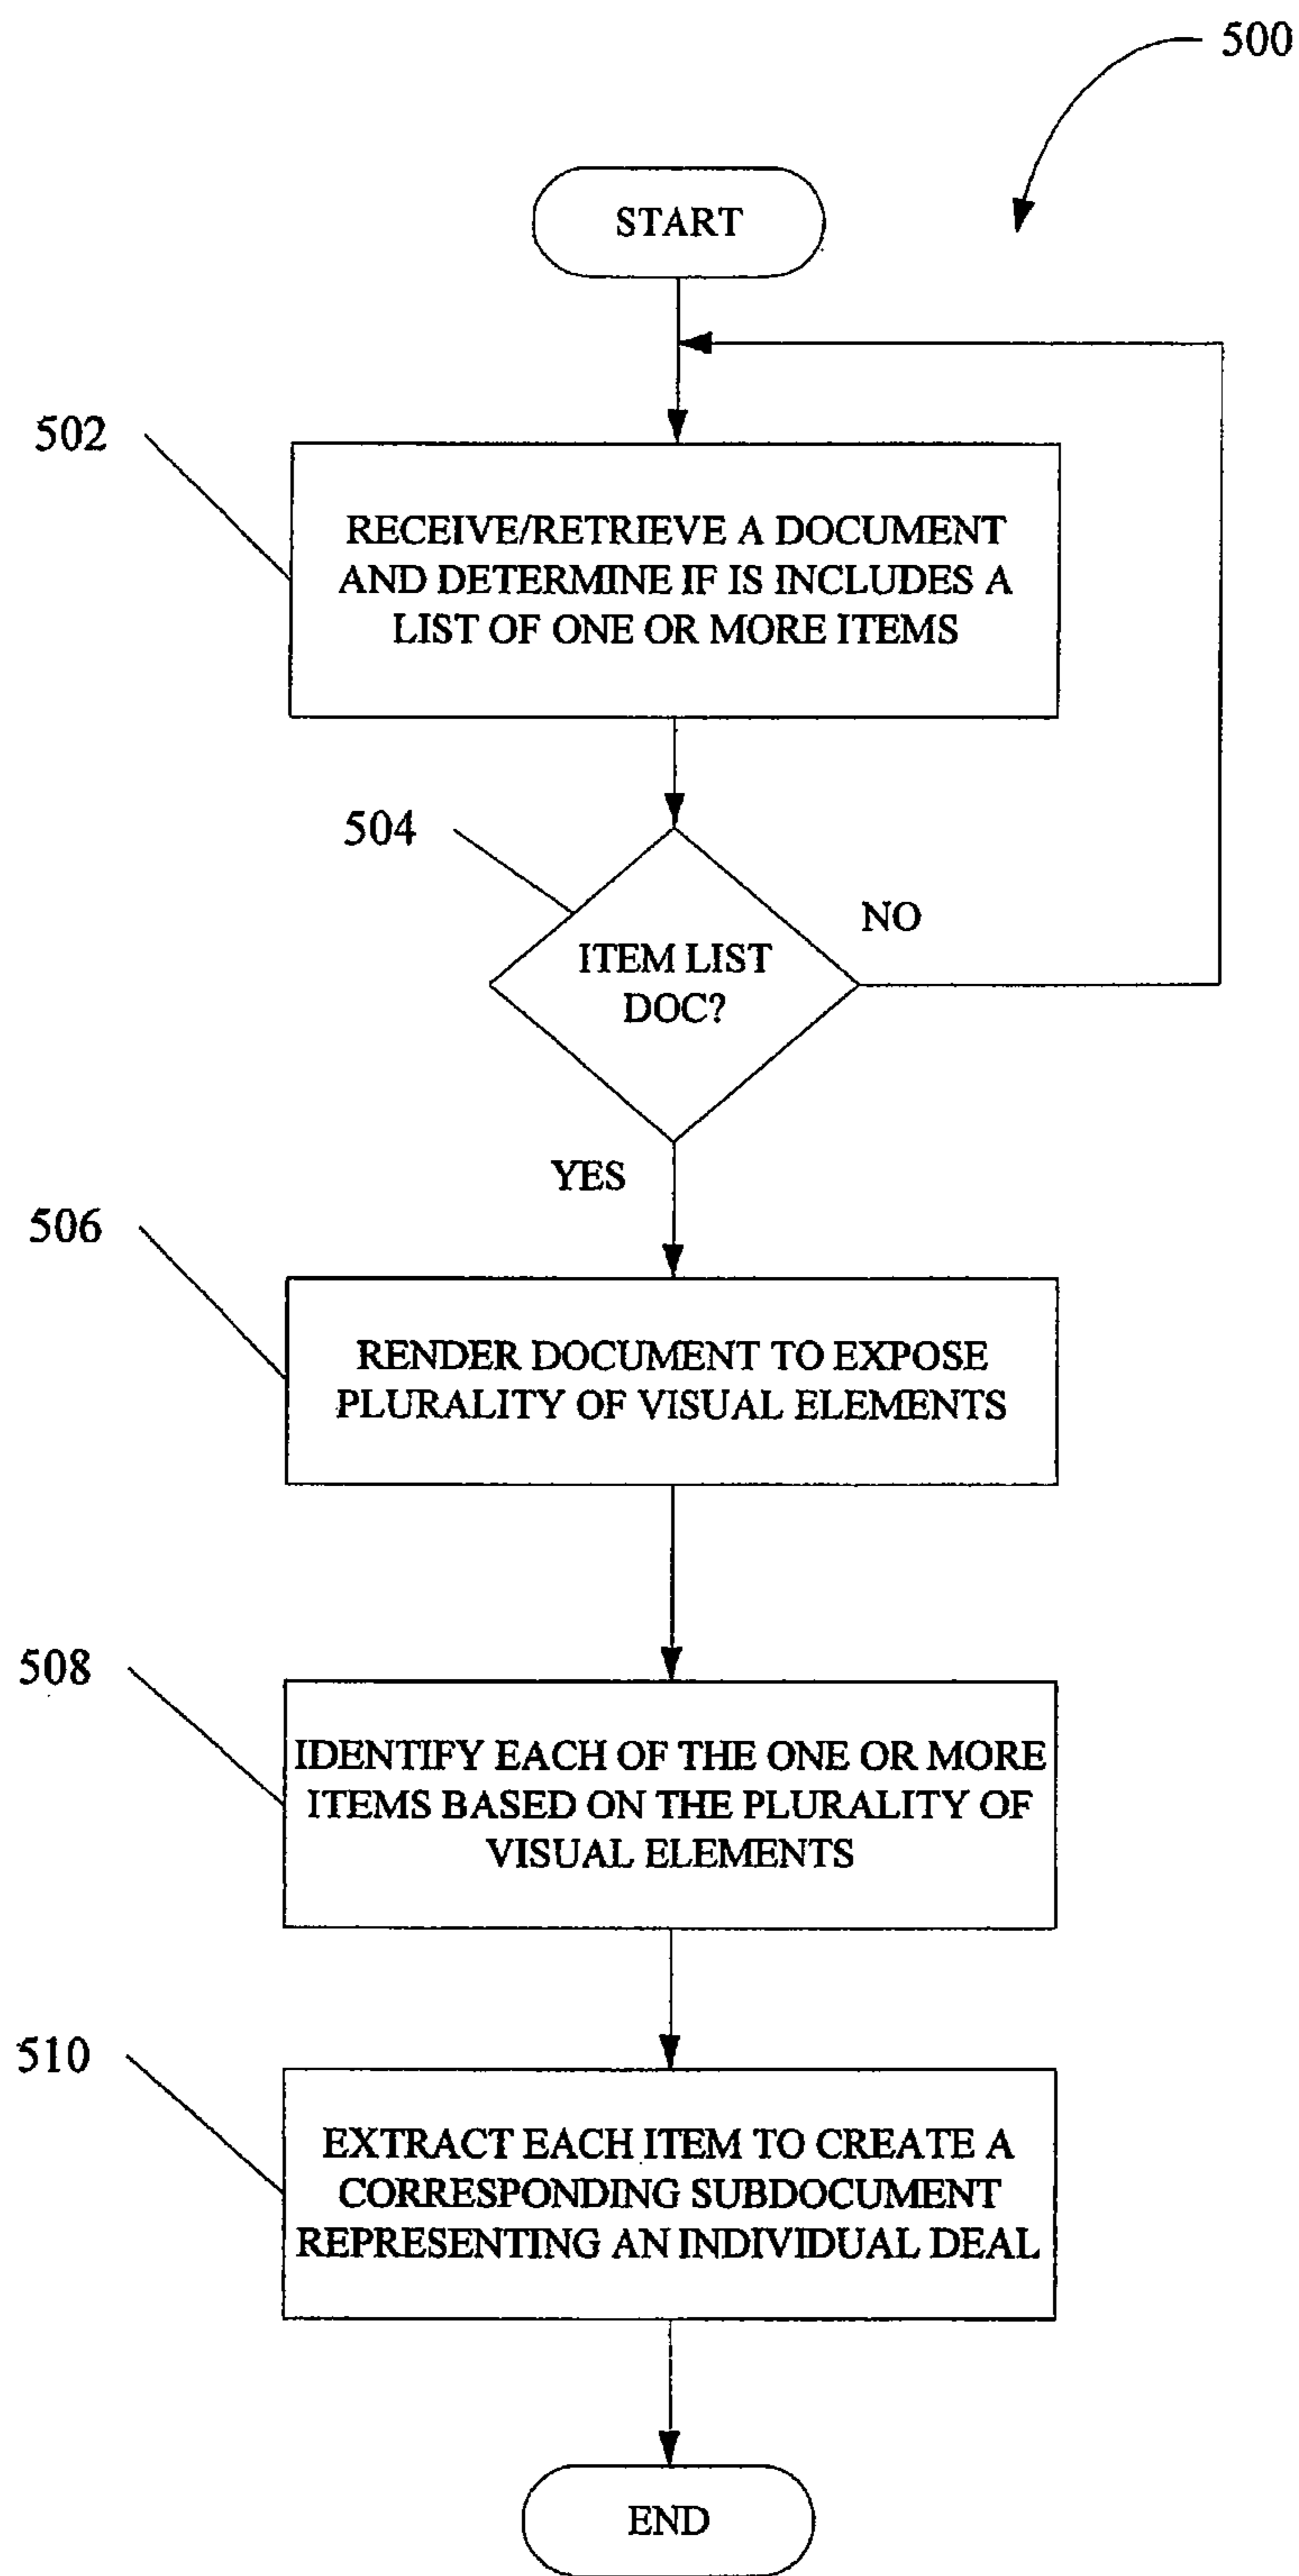 500
START
502
RECEIVE/RETRIEVE A DOCUMENT
AND DETERMINE IF IS INCLUDES A
LIST OF ONE OR MORE ITEMS
504
NO
ITEM LIST
DOC?
YES
506
RENDER DOCUMENT TO EXPOSE
PLURALITY OF VISUAL ELEMENTS
508
IDENTIFY EACH OF THE ONE OR MORE
ITEMS BASED ON THE PLURALITY OF
VISUAL ELEMENTS
510
EXTRACT EACH ITEM TO CREATE A
CORRESPONDING SUBDOCUMENT
REPRESENTING AN INDIVIDUAL DEAL
END